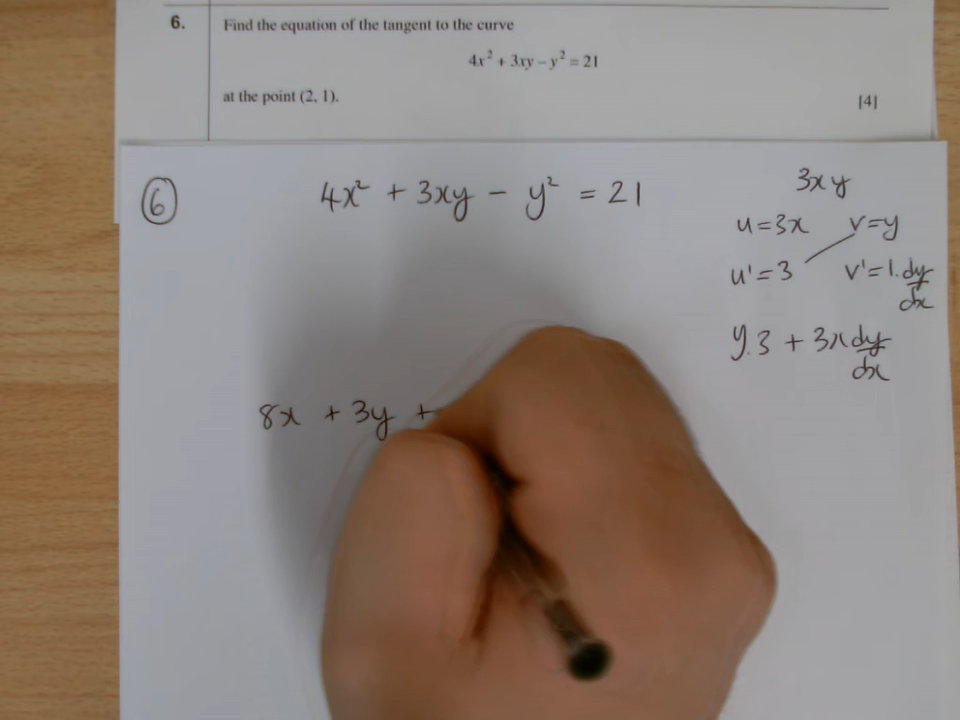 6. Find the equation of the tangent to the curve
4x² + 3xy – y² = 21
at the point (2, 1). [4]
6 4x² + 3xy - y² = 21
3xy
u=3x v=y
u'=3 v'=1.dy/dx
y.3 + 3x dy/dx
8x + 3y +